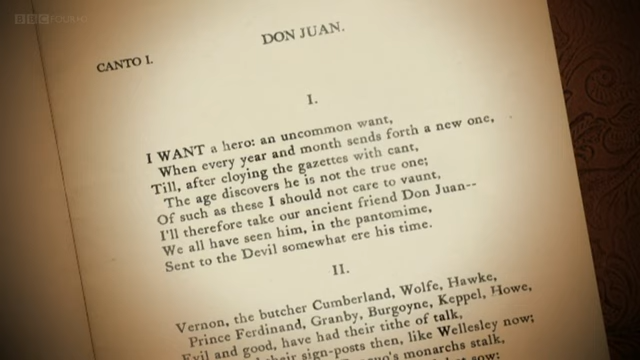 BBC FOUR HD
DON JUAN.
CANTO I.
I.
I WANT a hero: an uncommon want,
When every year and month sends forth a new one,
Till, after cloying the gazettes with cant,
The age discovers he is not the true one;
Of such as these I should not care to vaunt,
I'll therefore take our ancient friend Don Juan--
We all have seen him, in the pantomime,
Sent to the Devil somewhat ere his time.
II.
Vernon, the butcher Cumberland, Wolfe, Hawke,
Prince Ferdinand, Granby, Burgoyne, Keppel, Howe,
Evil and good, have had their tithe of talk,
their sign-posts then, like Wellesley now;
monarchs stalk,
sow: